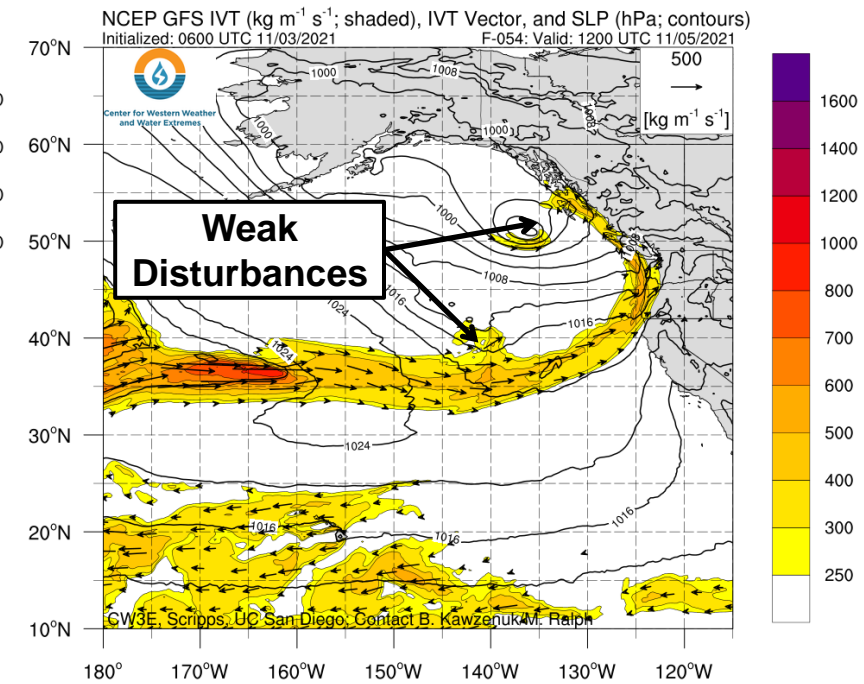 NCEP GFS IVT (kg m⁻¹ s⁻¹; shaded), IVT Vector, and SLP (hPa; contours)
Initialized: 0600 UTC 11/03/2021 F-054: Valid: 1200 UTC 11/05/2021
Center for Western Weather
and Water Extremes
500
[kg m⁻¹ s⁻¹]
70°N
60°N
50°N
40°N
30°N
20°N
10°N
180°
170°W
160°W
150°W
140°W
130°W
120°W
1000
1008
1000
1000
1008
1000
1008
1016
1024
1016
1024
1024
1016
1016
1016
Weak
Disturbances
CW3E, Scripps, UC San Diego; Contact B. Kawzenuk/M. Ralph
1600
1400
1200
1000
800
700
600
500
400
300
250